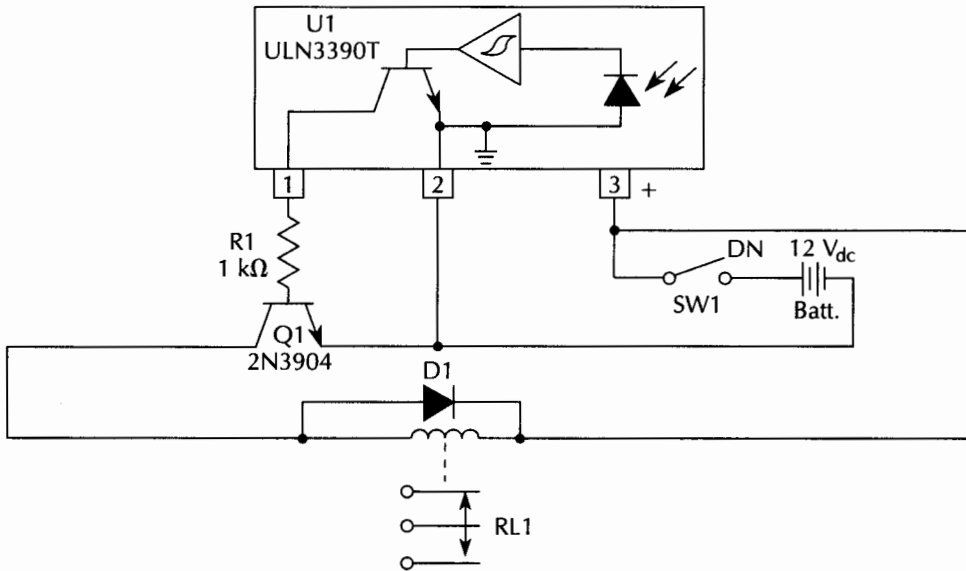 U1
ULN3390T
1
2
3
+
R1
1 kΩ
DN
12 Vdc
SW1
Batt.
Q1
2N3904
D1
RL1